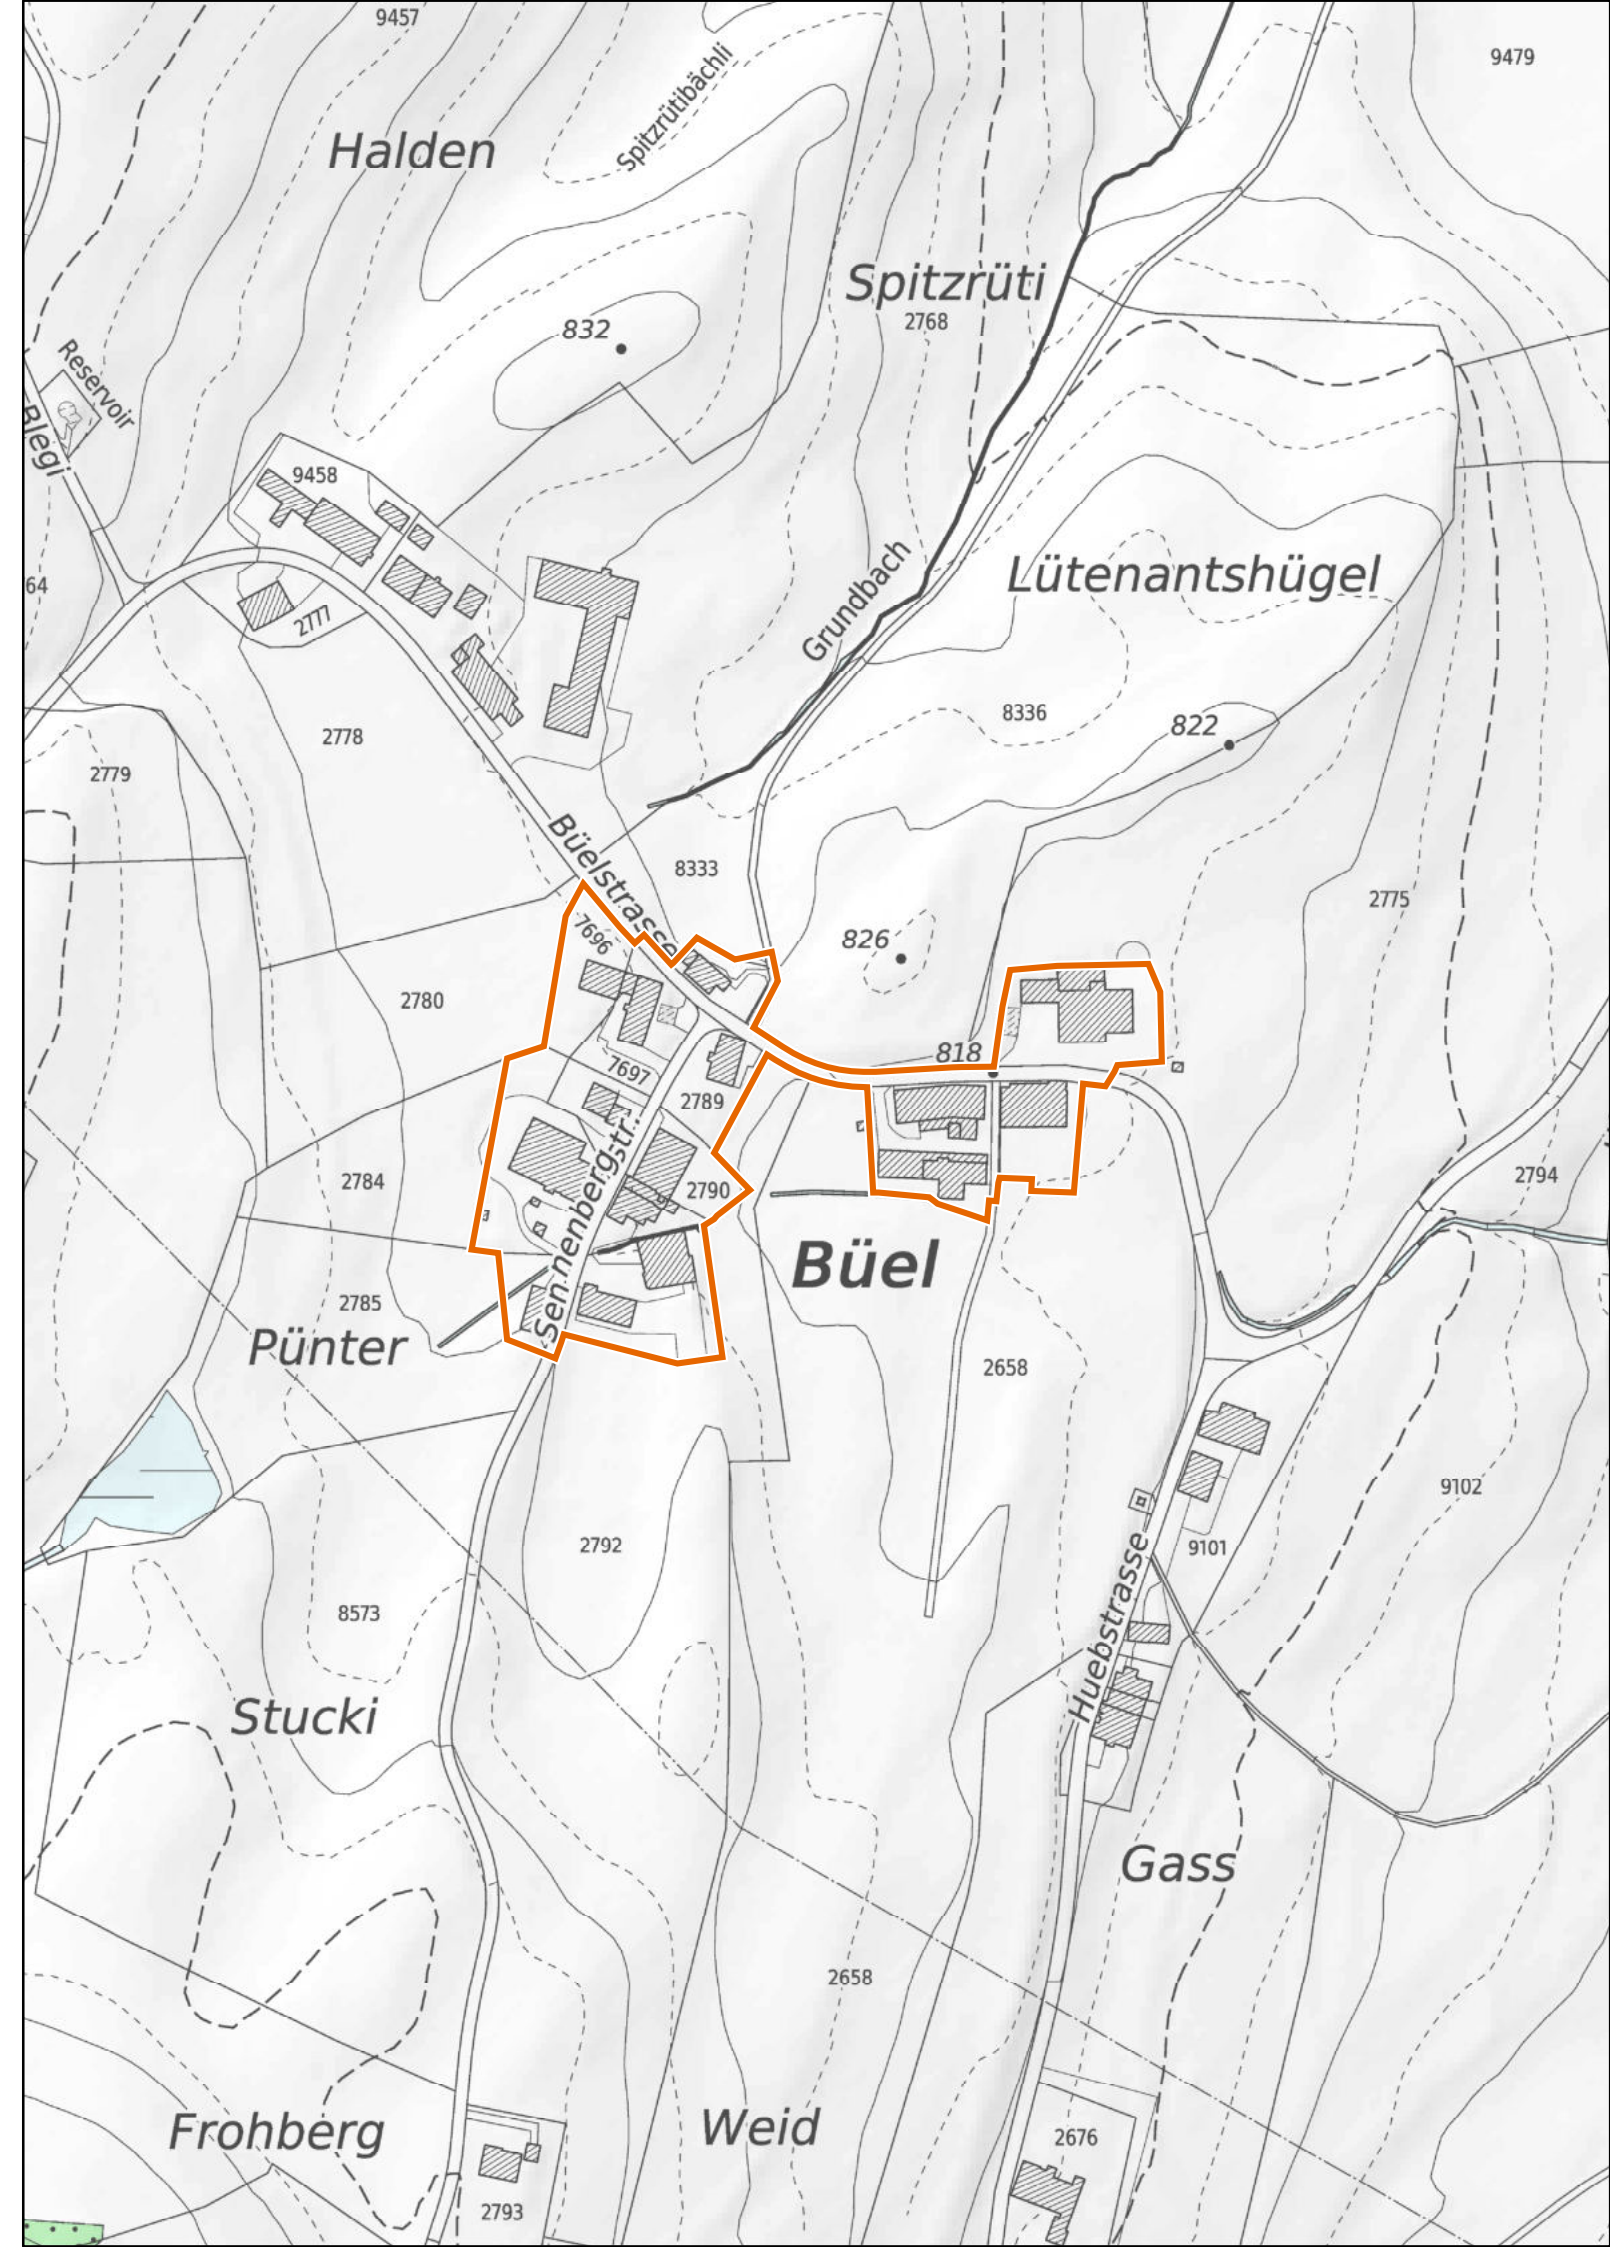 9457
9479
Spitzrütibächli
Halden
Spitzrüti
2768
832
Reservoir
Blegi
9458
Grundbach
Lütenantshügel
64
2777
8336
822
2778
2779
Büelstrasse
8333
2775
7696
826
2780
818
7697
2789
2784
2790
2794
Sennenbergstr.
Büel
2785
Pünter
2658
9102
2792
9101
8573
Huebstrasse
Stucki
Gass
2658
Frohberg
Weid
2676
2793